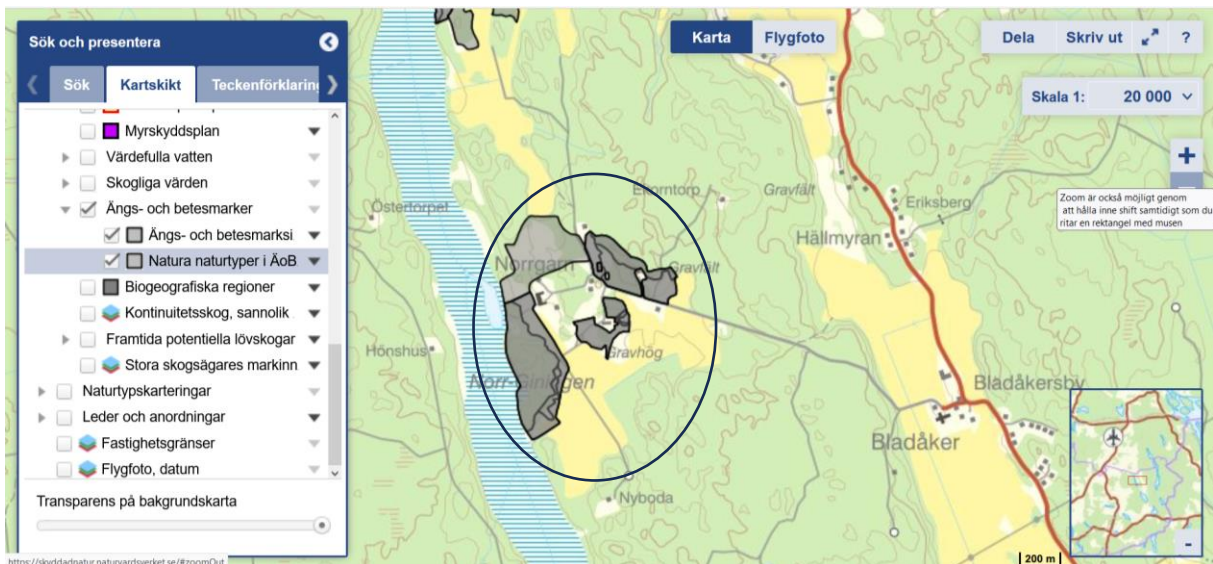 Sök och presentera
Sök
Kartskikt
Teckenförklaring
Myrskyddsplan
Värdefulla vatten
Skogliga värden
Ängs- och betesmarker
Ängs- och betesmarksi
Natura naturtyper i ÄoB
Biogeografiska regioner
Kontinuitetsskog, sannolik
Framtida potentiella lövskogar
Stora skogsägares markinn
Naturtypskarteringar
Leder och anordningar
Fastighetsgränser
Flygfoto, datum
Transparens på bakgrundskarta
https://skyddadnatur.naturvardsverket.se/#zoomOut
Karta
Flygfoto
Dela
Skriv ut
?
Skala 1:
20 000
+
Zoom är också möjligt genom
att hålla inne shift samtidigt som du
ritar en rektangel med musen
Östertorpet
Ekorntorp
Gravfält
Eriksberg
Hällmyran
Norrgarn
Gravfält
Hönshus
Gravhög
Norr-Giningen
Bladåkersby
Bladåker
Nyboda
200 m
-